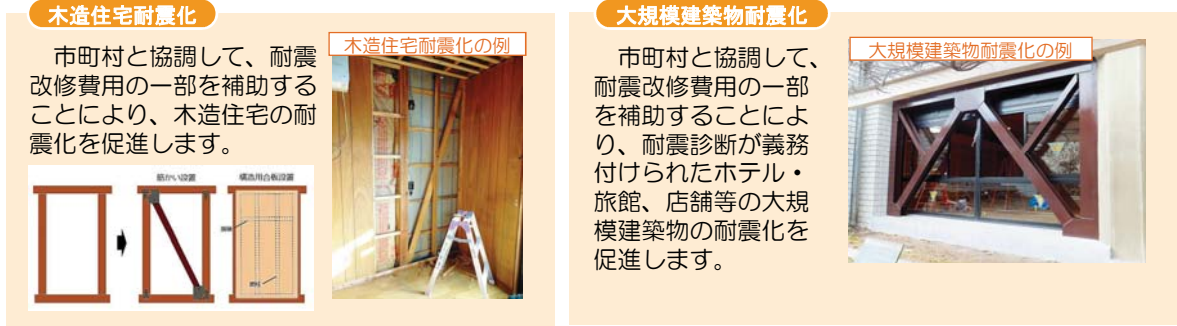 木造住宅耐震化
市町村と協調して、耐震
改修費用の一部を補助する
ことにより、木造住宅の耐
震化を促進します。
木造住宅耐震化の例
筋かい設置
構造用合板設置
大規模建築物耐震化
市町村と協調して、
耐震改修費用の一部
を補助することによ
り、耐震診断が義務
付けられたホテル・
旅館、店舗等の大規
模建築物の耐震化を
促進します。
大規模建築物耐震化の例